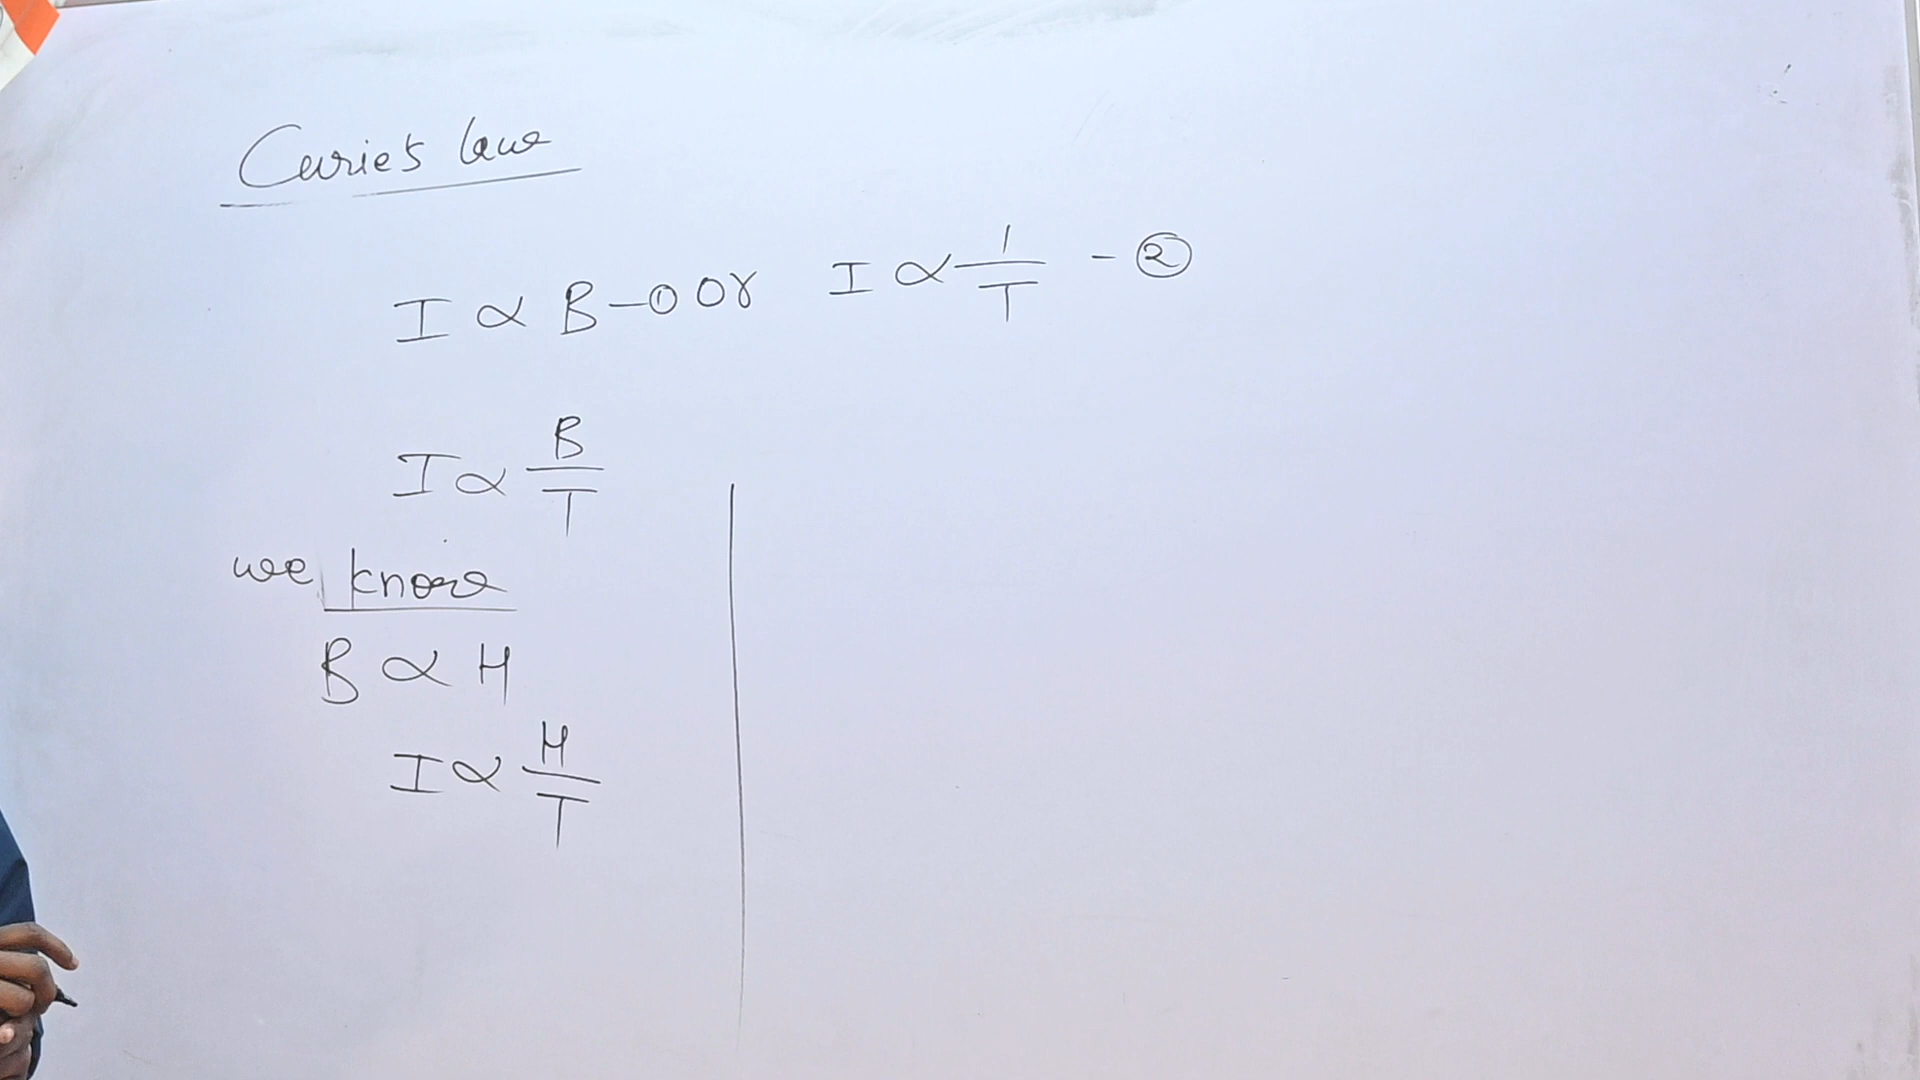 Curie's law
I ∝ B -① Or I ∝ 1/T - ②
I ∝ B/T
we know
B ∝ H
I ∝ H/T